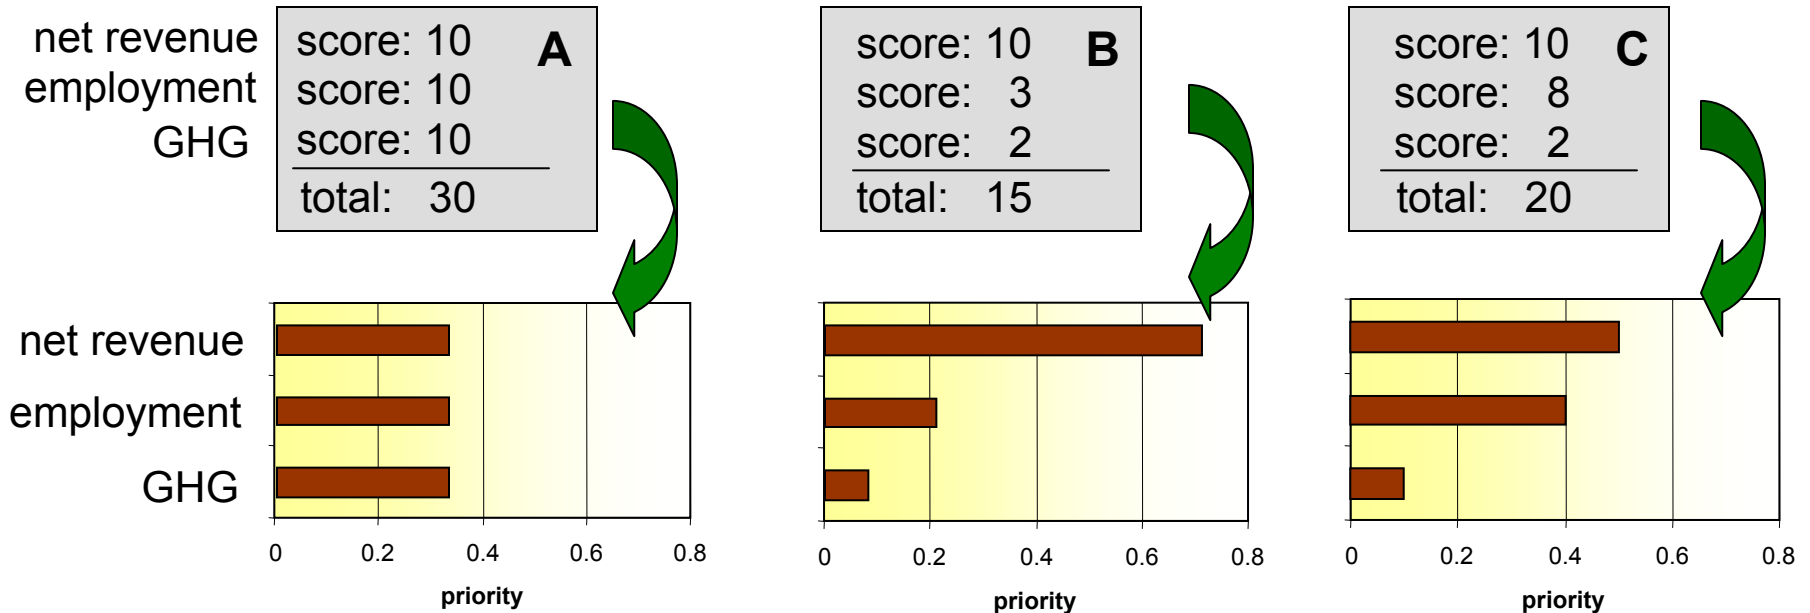 net revenue
employment
GHG
score: 10
score: 10
score: 10
total: 30
A
score: 10
score: 3
score: 2
total: 15
B
score: 10
score: 8
score: 2
total: 20
C
net revenue
employment
GHG
0 0.2 0.4 0.6 0.8
priority
0 0.2 0.4 0.6 0.8
priority
0 0.2 0.4 0.6 0.8
priority